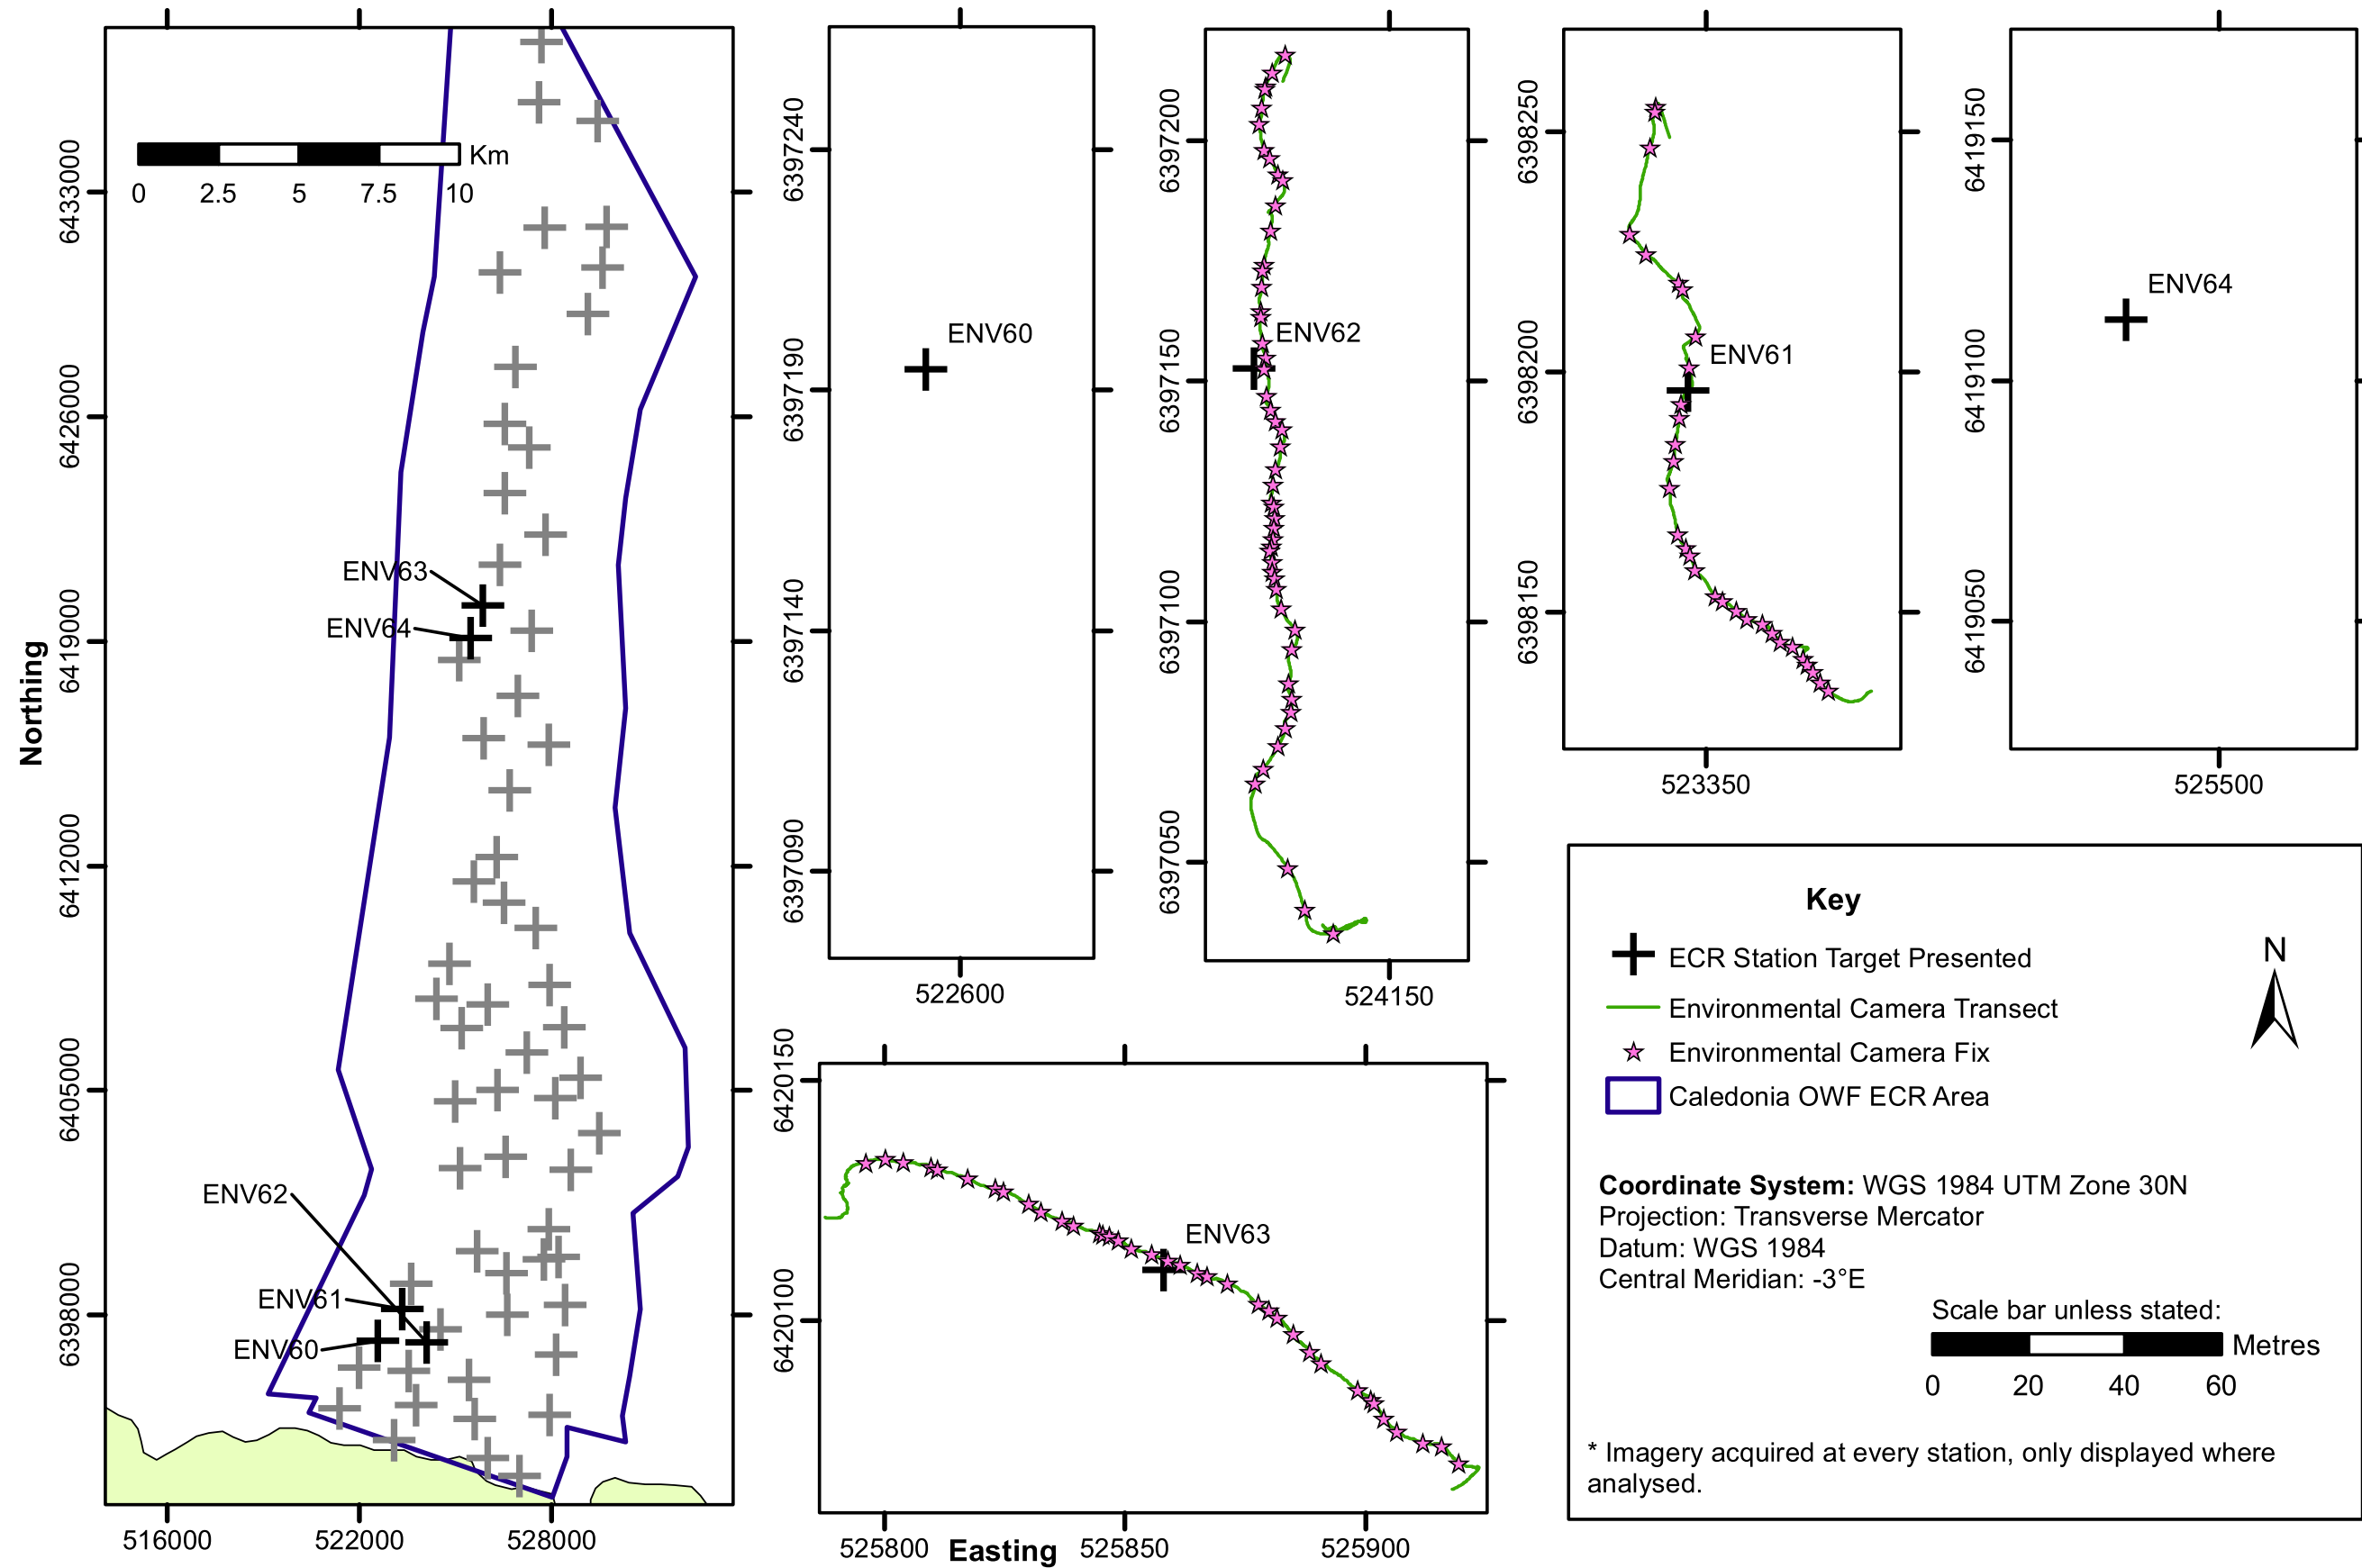 Northing
6433000
6426000
6419000
6412000
6405000
6398000
516000
522000
528000
Km
0 2.5 5 7.5 10
ENV63
ENV64
ENV62
ENV61
ENV60
6397240
6397190
6397140
6397090
ENV60
522600
6397200
6397150
6397100
6397050
ENV62
524150
6398250
6398200
6398150
ENV61
523350
6419150
6419100
6419050
ENV64
525500
6420150
6420100
ENV63
525800
525850
525900
Easting
Key
ECR Station Target Presented
Environmental Camera Transect
Environmental Camera Fix
Caledonia OWF ECR Area
N
Coordinate System: WGS 1984 UTM Zone 30N
Projection: Transverse Mercator
Datum: WGS 1984
Central Meridian: -3°E
Scale bar unless stated:
Metres
0 20 40 60
* Imagery acquired at every station, only displayed where
analysed.